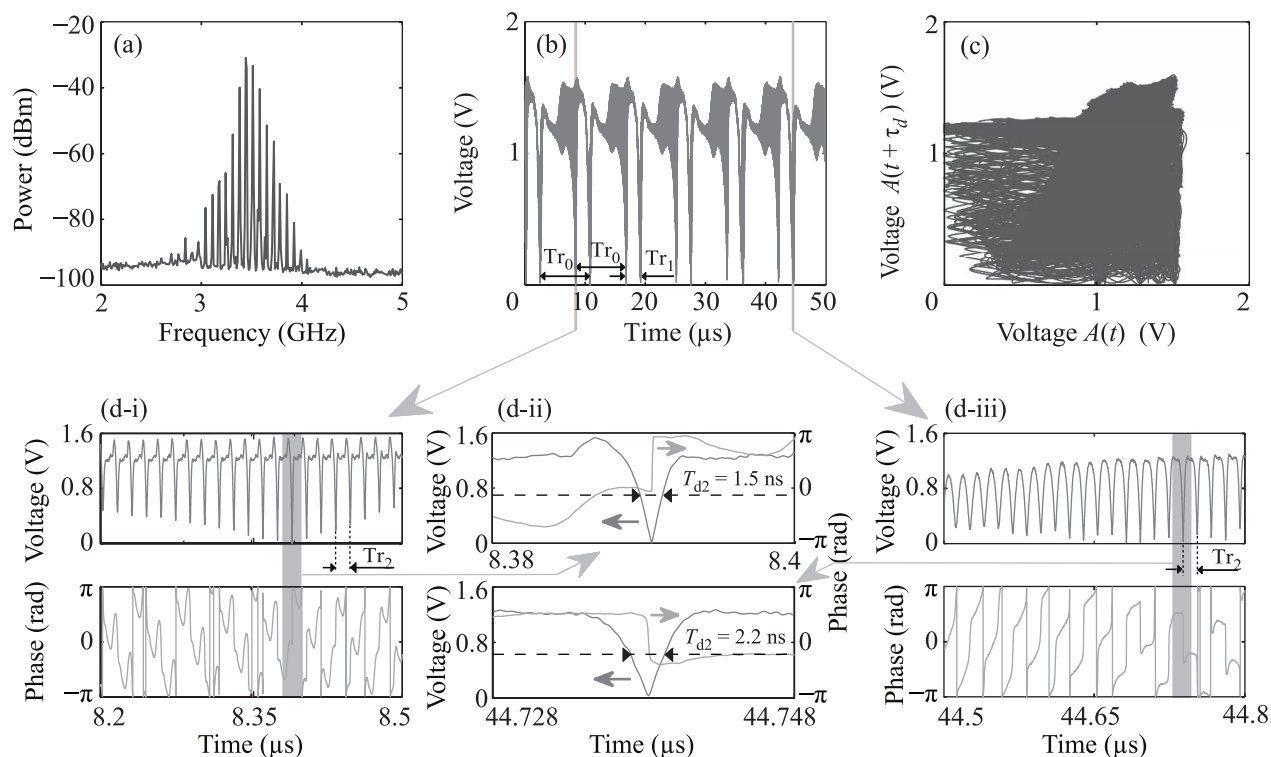 (a)
Power (dBm)
−20
−40
−60
−80
−100
2
3
4
5
Frequency (GHz)
(b)
Voltage (V)
2
1
0
10
20
30
40
50
Time (µs)
Tr0
Tr0
Tr1
(c)
Voltage A(t + τd) (V)
2
1
0
0
1
2
Voltage A(t) (V)
(d-i)
Voltage (V)
1.6
0.8
0
Tr2
Phase (rad)
π
0
−π
8.2
8.35
8.5
Time (µs)
(d-ii)
Voltage (V)
1.6
0.8
0
π
0
−π
Td2 = 1.5 ns
8.38
8.4
Phase (rad)
Voltage (V)
1.2
0.6
0
π
0
−π
Td2 = 2.2 ns
44.728
44.748
Time (µs)
(d-iii)
Voltage (V)
1.6
0.8
0
Tr2
Phase (rad)
π
0
−π
44.5
44.65
44.8
Time (µs)